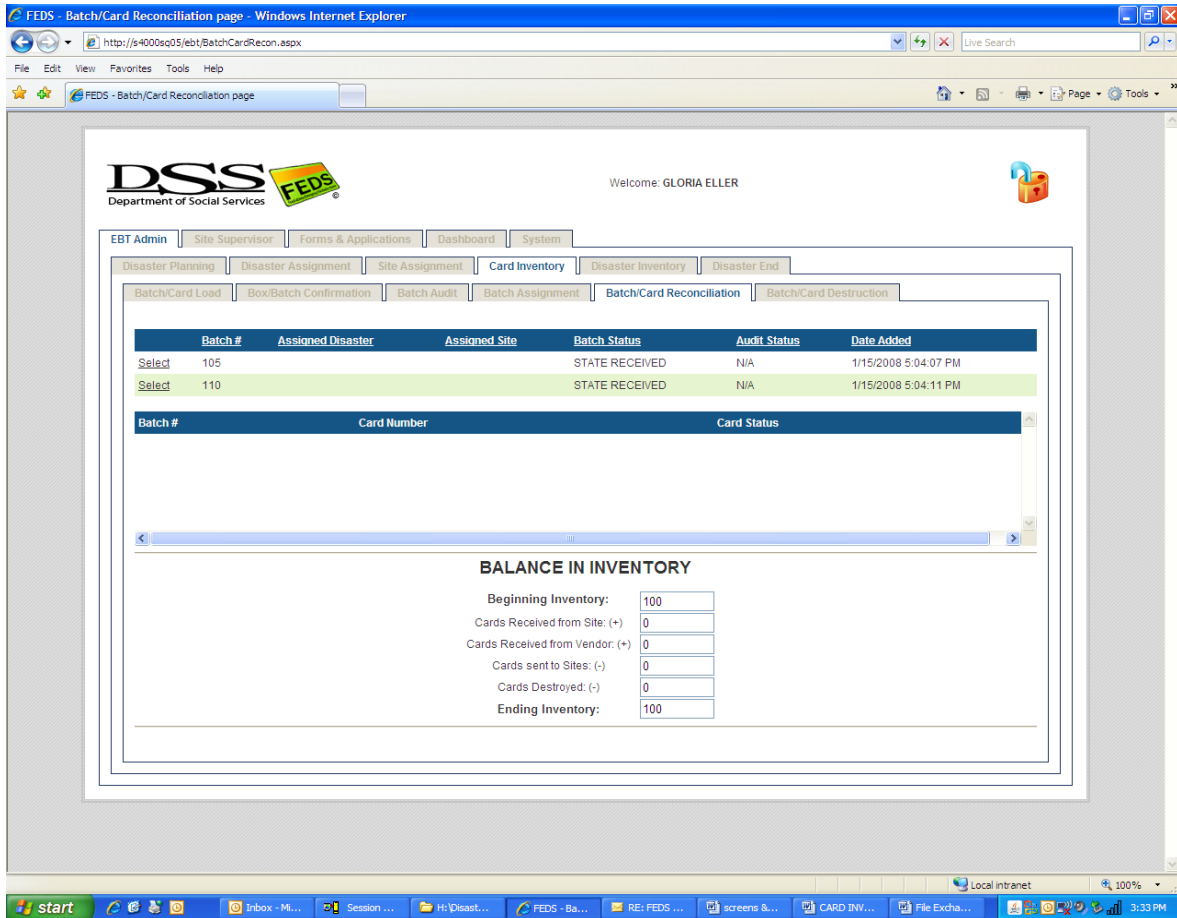 FEDS - Batch/Card Reconciliation page - Windows Internet Explorer
http://s4000sq05/ebt/BatchCardRecon.aspx Live Search
File Edit View Favorites Tools Help
FEDS - Batch/Card Reconciliation page Page Tools
DSS FEDS ©
Department of Social Services
Welcome: GLORIA ELLER
EBT Admin Site Supervisor Forms & Applications Dashboard System
Disaster Planning Disaster Assignment Site Assignment Card Inventory Disaster Inventory Disaster End
Batch/Card Load Box/Batch Confirmation Batch Audit Batch Assignment Batch/Card Reconciliation Batch/Card Destruction
Batch # Assigned Disaster Assigned Site Batch Status Audit Status Date Added
Select 105 STATE RECEIVED N/A 1/15/2008 5:04:07 PM
Select 110 STATE RECEIVED N/A 1/15/2008 5:04:11 PM
Batch # Card Number Card Status
BALANCE IN INVENTORY
Beginning Inventory: 100
Cards Received from Site: (+) 0
Cards Received from Vendor: (+) 0
Cards sent to Sites: (-) 0
Cards Destroyed: (-) 0
Ending Inventory: 100
Local intranet 100%
start Inbox - Mi... Session ... H:\Disast... FEDS - Ba... RE: FEDS ... screens &... CARD INV... File Excha... 3:33 PM